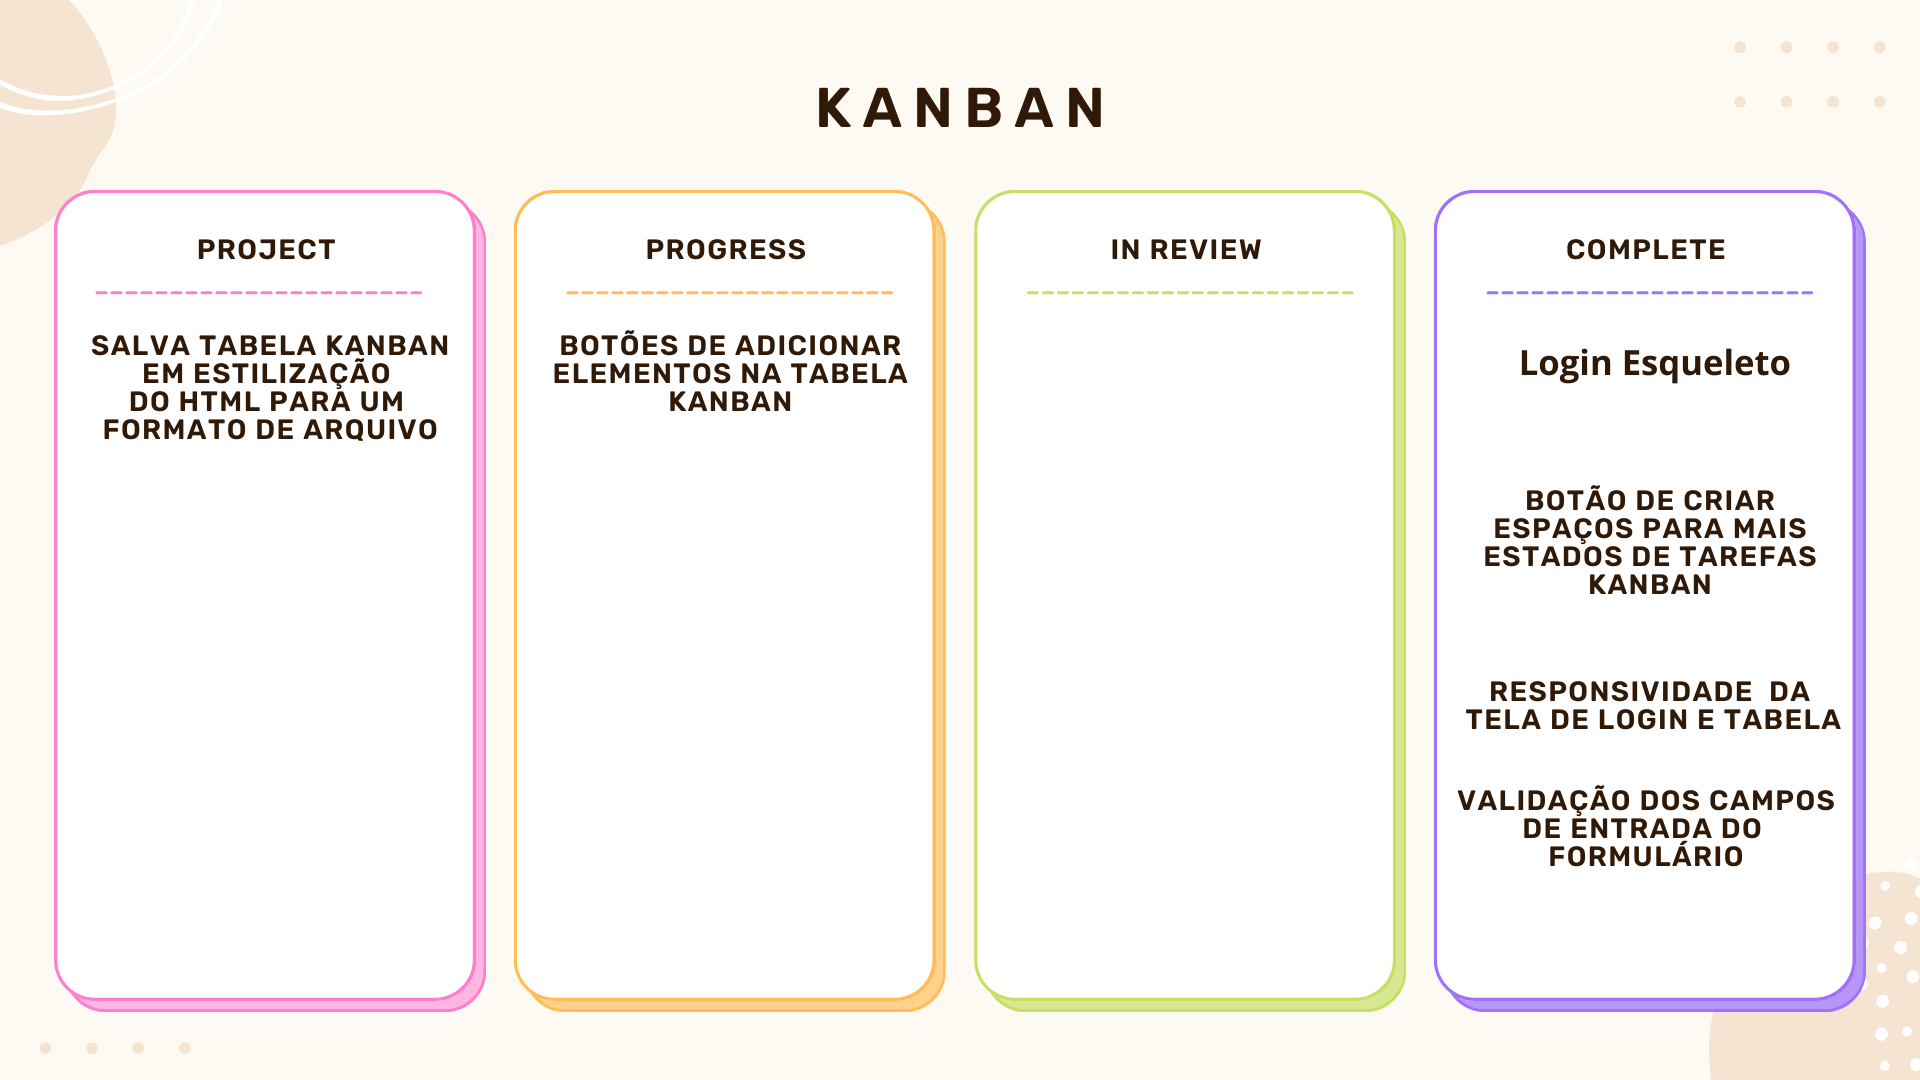 KANBAN
PROJECT
SALVA TABELA KANBAN
EM ESTILIZAÇÃO
DO HTML PARA UM
FORMATO DE ARQUIVO
PROGRESS
BOTÕES DE ADICIONAR
ELEMENTOS NA TABELA
KANBAN
IN REVIEW
COMPLETE
Login Esqueleto
BOTÃO DE CRIAR
ESPAÇOS PARA MAIS
ESTADOS DE TAREFAS
KANBAN
RESPONSIVIDADE DA
TELA DE LOGIN E TABELA
VALIDAÇÃO DOS CAMPOS
DE ENTRADA DO
FORMULÁRIO